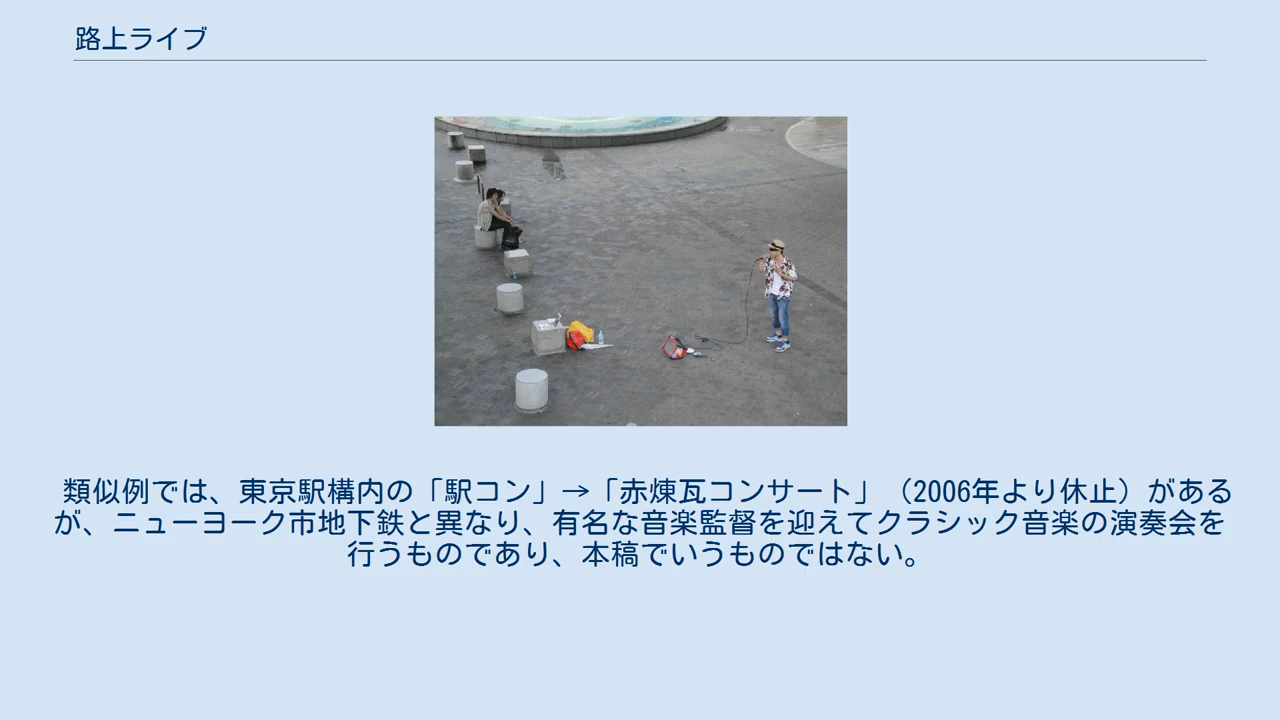 路上ライブ
類似例では、東京駅構内の「駅コン」→「赤煉瓦コンサート」（2006年より休止）がある
が、ニューヨーク市地下鉄と異なり、有名な音楽監督を迎えてクラシック音楽の演奏会を
行うものであり、本稿でいうものではない。